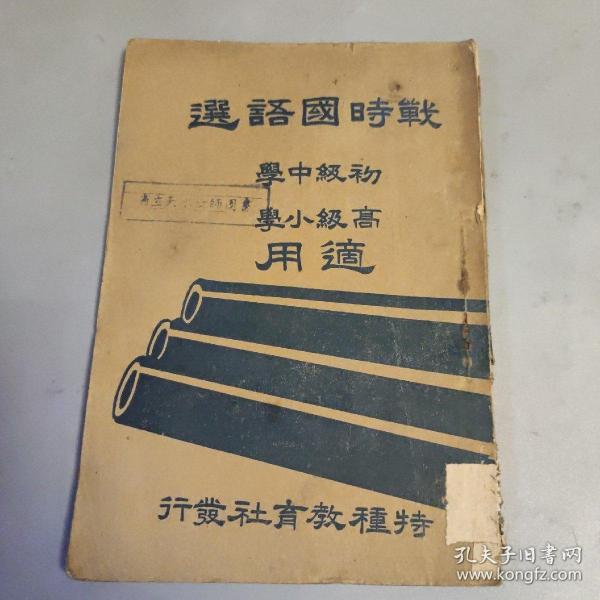 戰時國語選
初級中學
高級小學
適用
特種教育社發行
孔夫子旧书网
www.kongfz.com